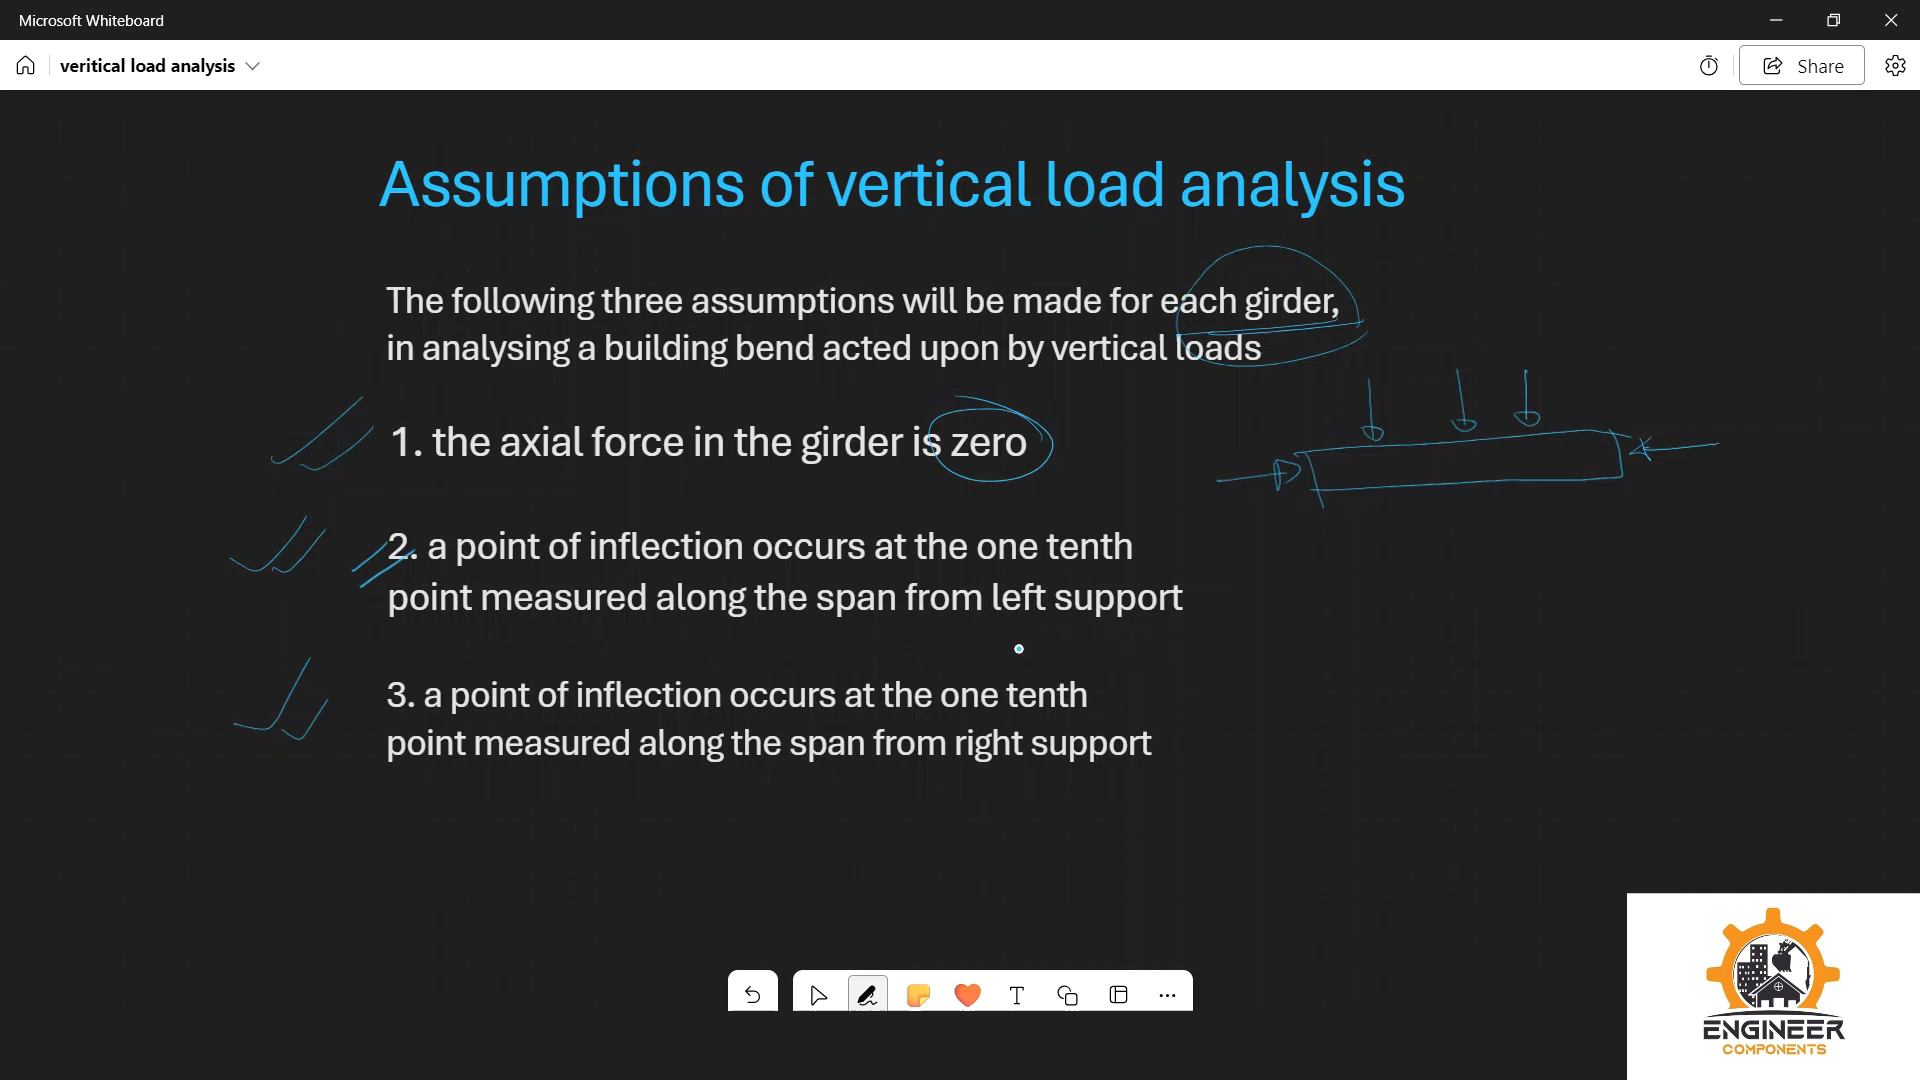 Microsoft Whiteboard
veritical load analysis
Share
Assumptions of vertical load analysis
The following three assumptions will be made for each girder,
in analysing a building bend acted upon by vertical loads
1. the axial force in the girder is zero
2. a point of inflection occurs at the one tenth
point measured along the span from left support
3. a point of inflection occurs at the one tenth
point measured along the span from right support
ENGINEER
COMPONENTS